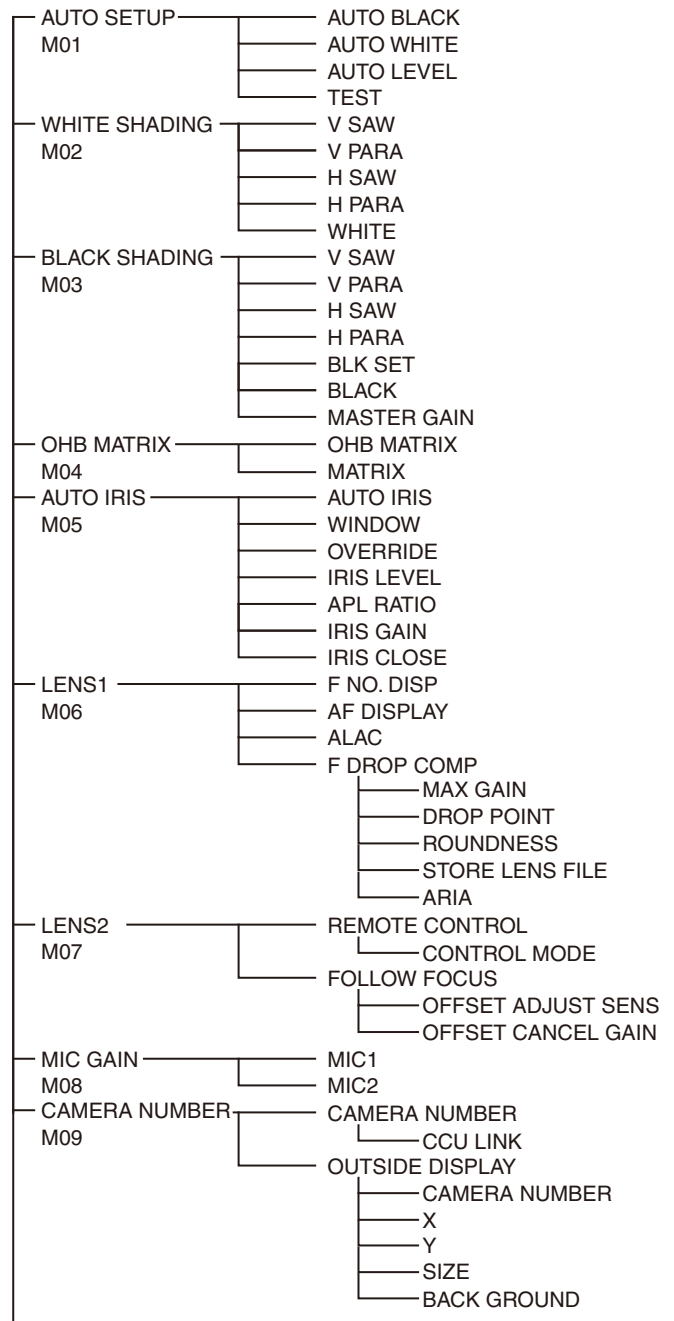 AUTO SETUP AUTO BLACK
M01 AUTO WHITE
AUTO LEVEL
TEST
WHITE SHADING V SAW
M02 V PARA
H SAW
H PARA
WHITE
BLACK SHADING V SAW
M03 V PARA
H SAW
H PARA
BLK SET
BLACK
MASTER GAIN
OHB MATRIX OHB MATRIX
M04 MATRIX
AUTO IRIS AUTO IRIS
M05 WINDOW
OVERRIDE
IRIS LEVEL
APL RATIO
IRIS GAIN
IRIS CLOSE
LENS1 F NO. DISP
M06 AF DISPLAY
ALAC
F DROP COMP
MAX GAIN
DROP POINT
ROUNDNESS
STORE LENS FILE
ARIA
LENS2 REMOTE CONTROL
M07 CONTROL MODE
FOLLOW FOCUS
OFFSET ADJUST SENS
OFFSET CANCEL GAIN
MIC GAIN MIC1
M08 MIC2
CAMERA NUMBER CAMERA NUMBER
M09 CCU LINK
OUTSIDE DISPLAY
CAMERA NUMBER
X
Y
SIZE
BACK GROUND